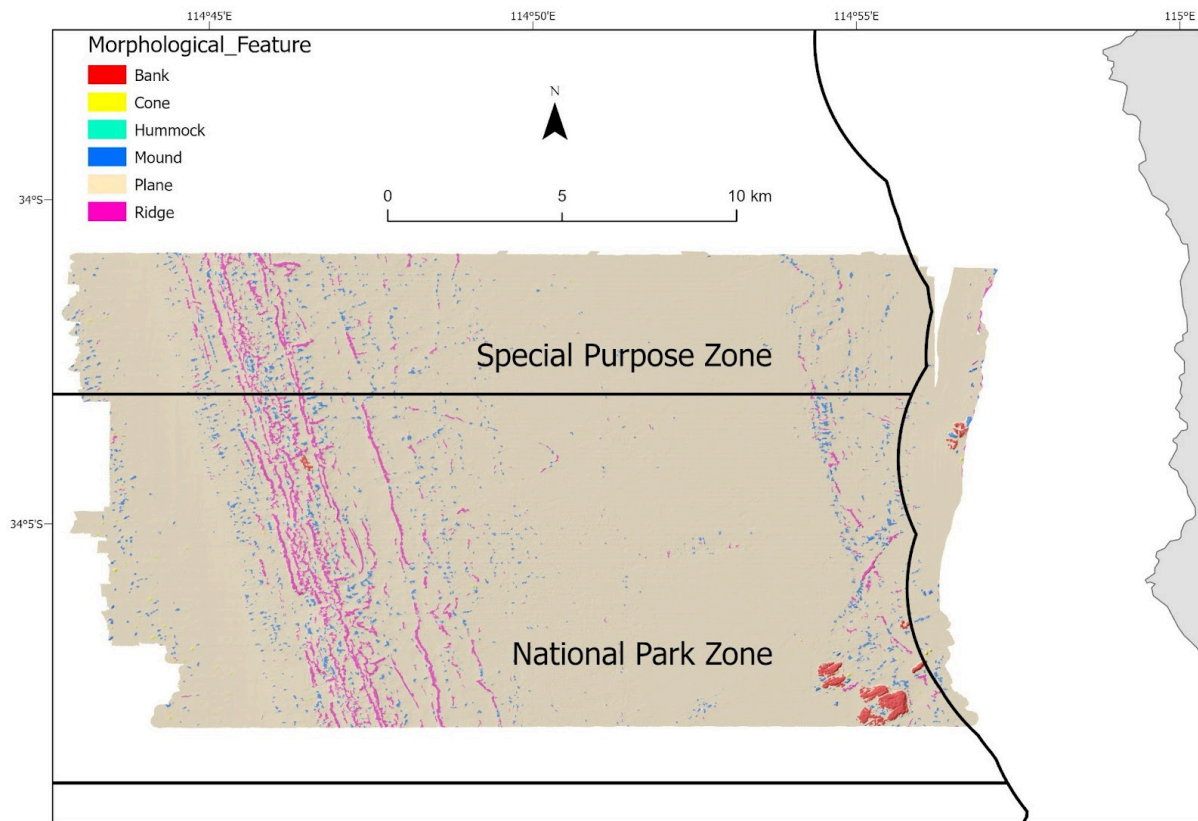 114°45'E 114°50'E 114°55'E 115°E
Morphological_Feature
Bank
Cone
Hummock
Mound
Plane
Ridge
N
0 5 10 km
34°S
Special Purpose Zone
34°5'S
National Park Zone